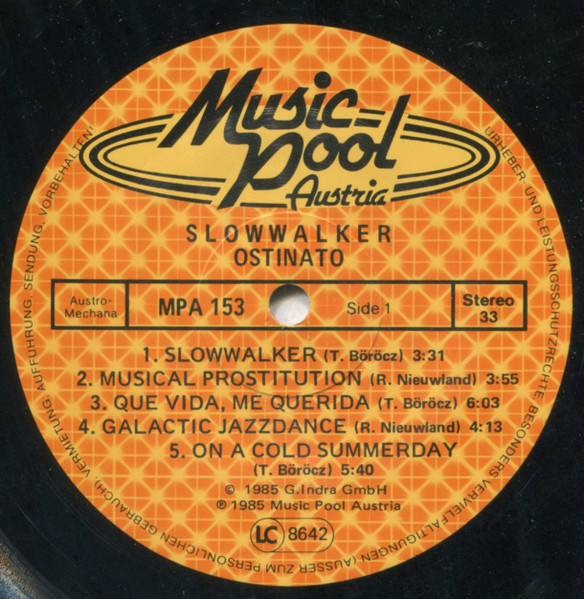 Music
Pool
Austria
SLOWWALKER
OSTINATO
Austro-
Mechana
MPA 153
Side 1
Stereo
33
1. SLOWWALKER (T. Böröcz) 3:31
2. MUSICAL PROSTITUTION (R. Nieuwland) 3:55
3. QUE VIDA, ME QUERIDA (T. Böröcz) 6:03
4. GALACTIC JAZZDANCE (R. Nieuwland) 4:13
5. ON A COLD SUMMERDAY
(T. Böröcz) 5:40
© 1985 G.Indra GmbH
℗ 1985 Music Pool Austria
LC 8642
URHEBER- UND LEISTUNGSSCHUTZRECHTE BESONDERS VERVIELFÄLTIGUNGEN (AUSSER ZUM PERSÖNLICHEN GEBRAUCH), VERMIETUNG, AUFFÜHRUNG, SENDUNG, VORBEHALTEN!